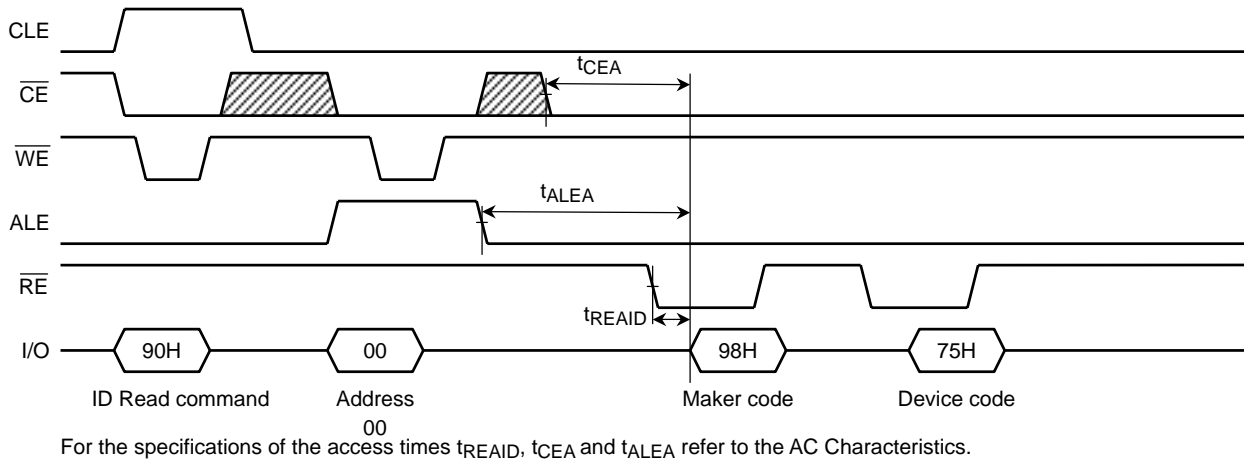 CLE
tCEA
CE
WE
tALEA
ALE
RE
tREAID
I/O 90H 00 98H 75H
ID Read command Address Maker code Device code
00
For the specifications of the access times tREAID, tCEA and tALEA refer to the AC Characteristics.